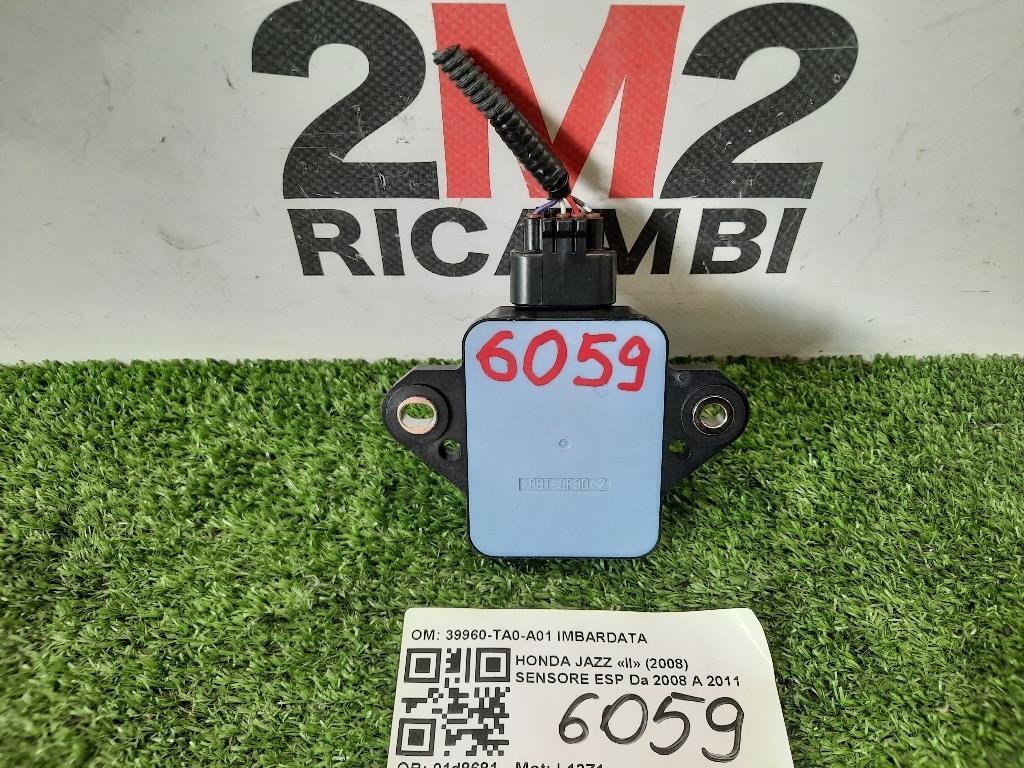 2M2
RICAMBI
6059
>PBT-GF30<2
OM: 39960-TA0-A01 IMBARDATA
HONDA JAZZ «II» (2008)
SENSORE ESP Da 2008 A 2011
6059